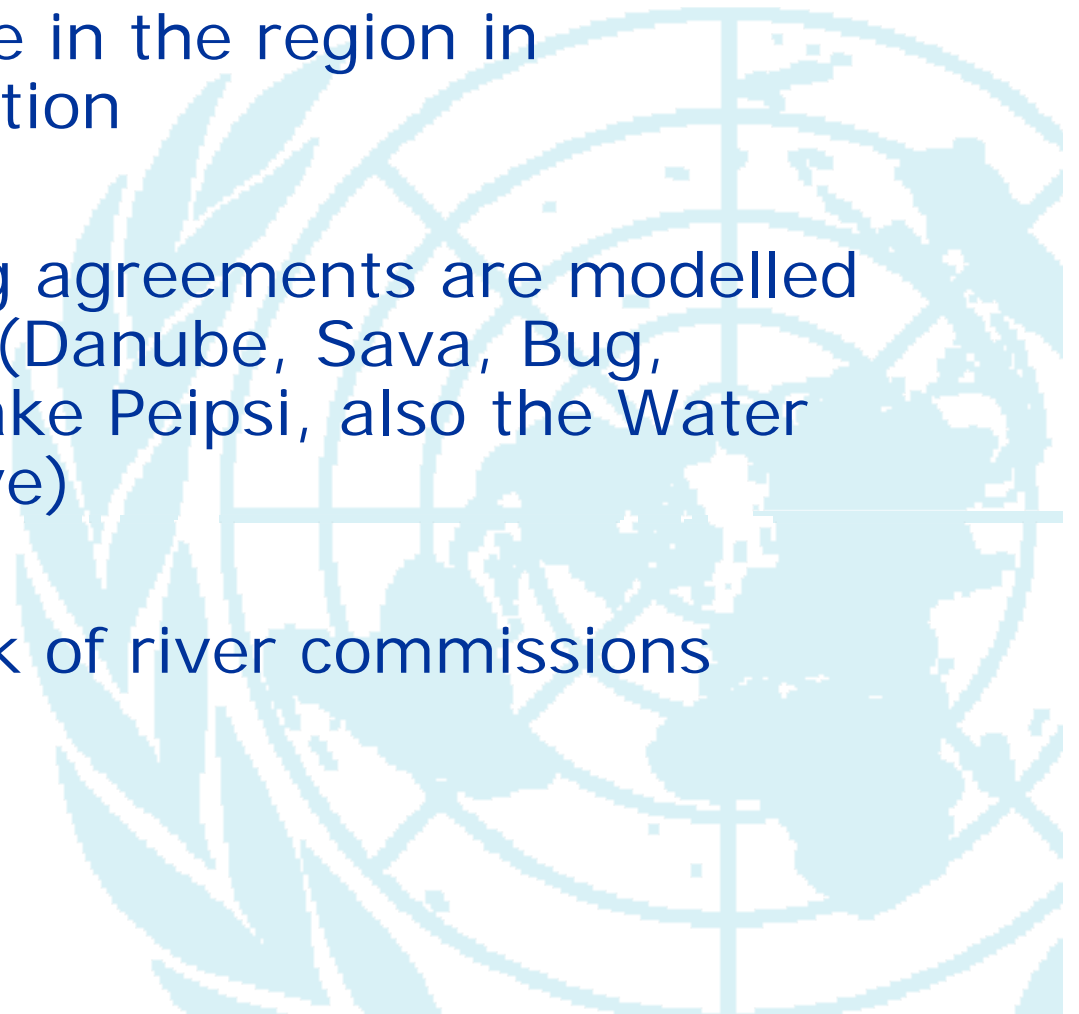 e in the region in
tion
g agreements are modelled
(Danube, Sava, Bug,
ake Peipsi, also the Water
ve)
k of river commissions